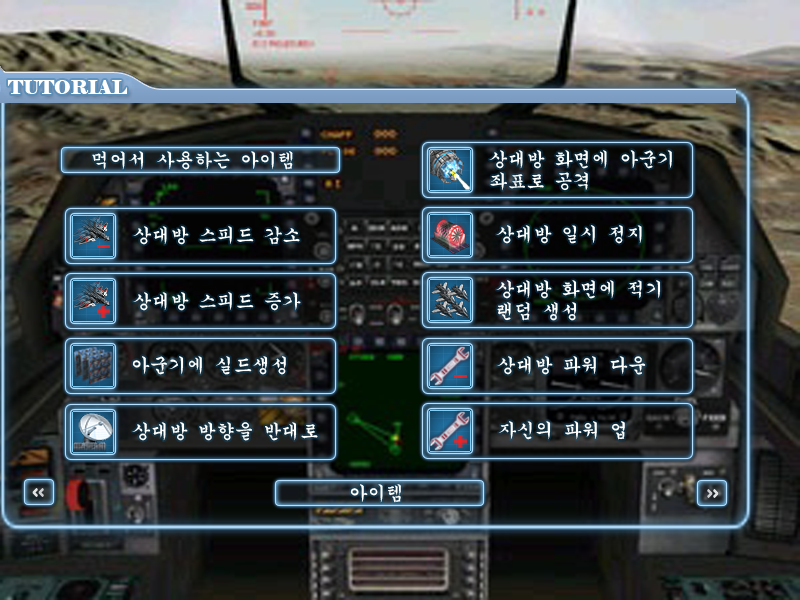 TUTORIAL
먹어서 사용하는 아이템
상대방 스피드 감소
상대방 스피드 증가
아군기에 실드생성
상대방 방향을 반대로
상대방 화면에 아군기
좌표로 공격
상대방 일시 정지
상대방 화면에 적기
랜덤 생성
상대방 파워 다운
자신의 파워 업
«
아이템
»
CHAFF 000